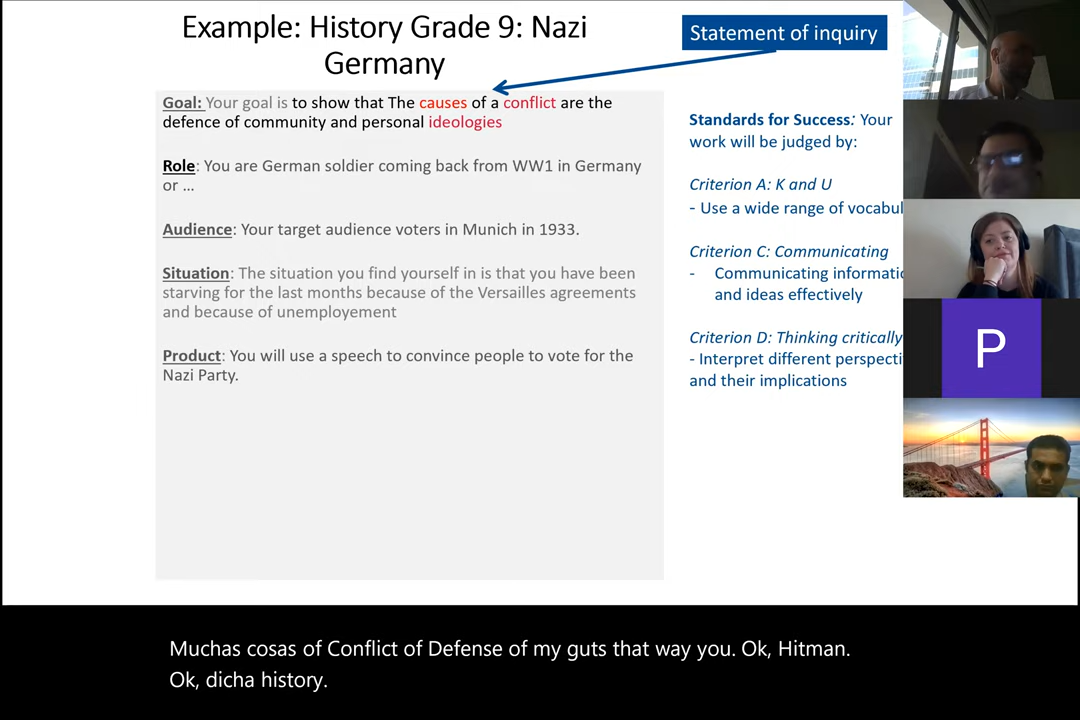 Example: History Grade 9: Nazi
Germany
Statement of inquiry
Goal: Your goal is to show that The causes of a conflict are the
defence of community and personal ideologies
Role: You are German soldier coming back from WW1 in Germany
or ...
Audience: Your target audience voters in Munich in 1933.
Situation: The situation you find yourself in is that you have been
starving for the last months because of the Versailles agreements
and because of unemployement
Product: You will use a speech to convince people to vote for the
Nazi Party.
Standards for Success: Your
work will be judged by:
Criterion A: K and U
- Use a wide range of vocabul
Criterion C: Communicating
- Communicating informatio
and ideas effectively
Criterion D: Thinking critically
- Interpret different perspecti
and their implications
P
Muchas cosas of Conflict of Defense of my guts that way you. Ok, Hitman.
Ok, dicha history.